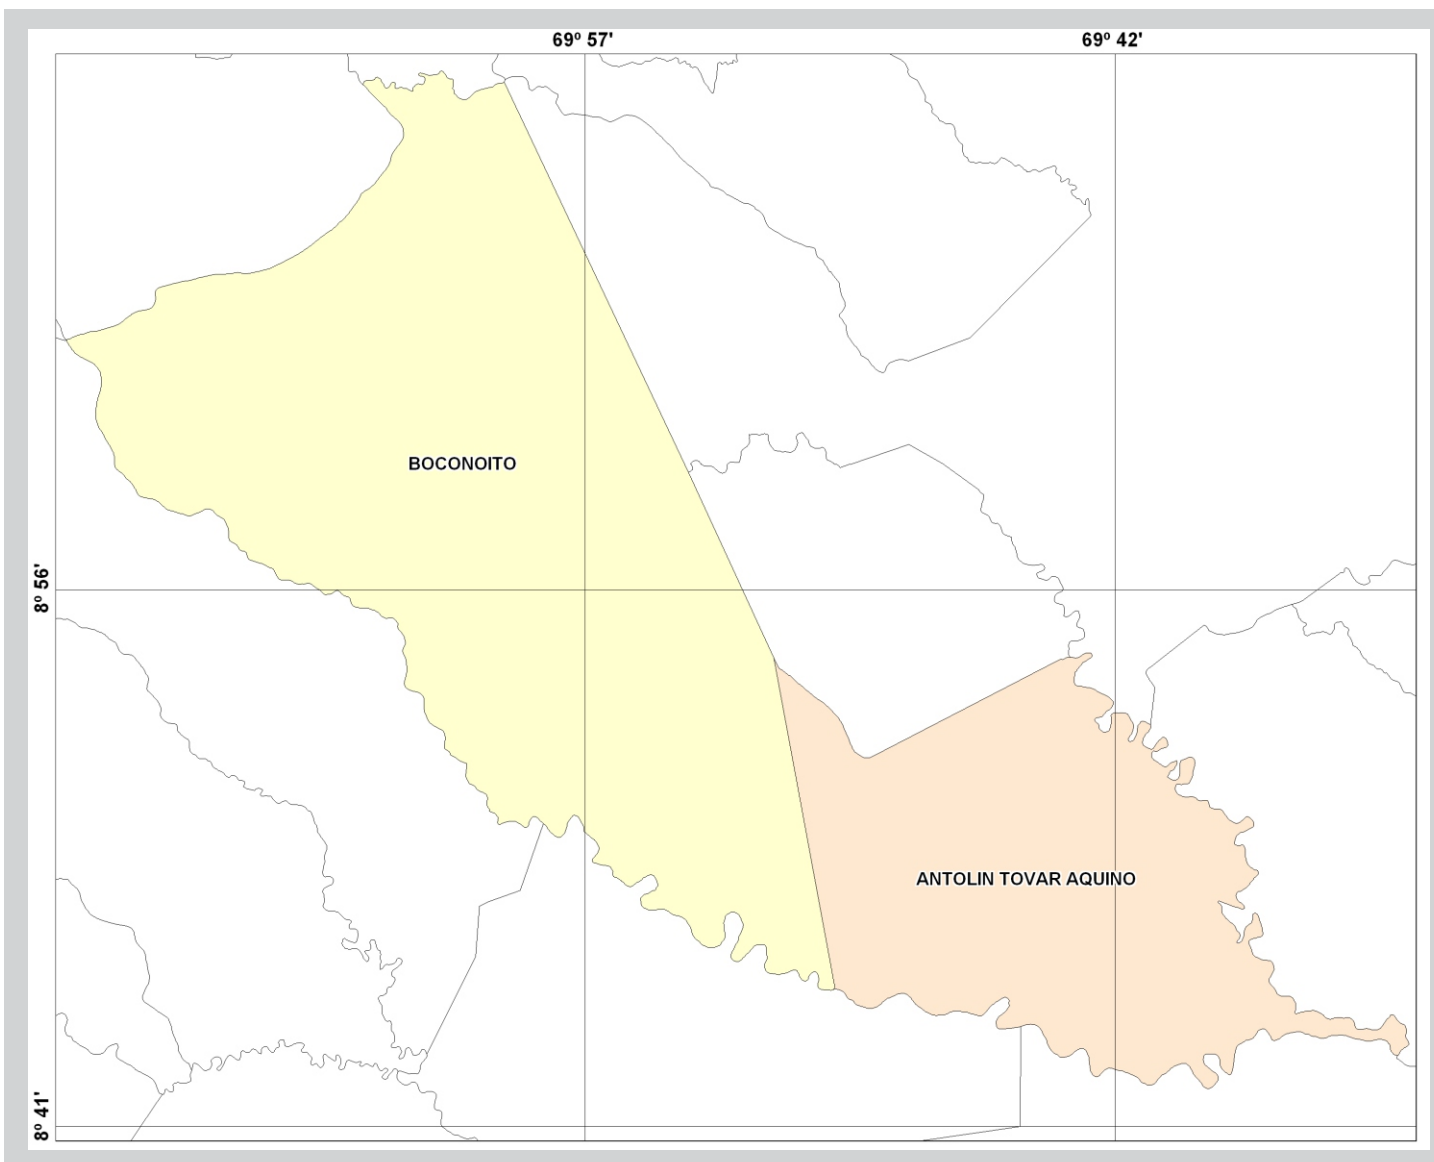 69º 57'
69º 42'
BOCONOITO
8º 56'
ANTOLIN TOVAR AQUINO
8º 41'